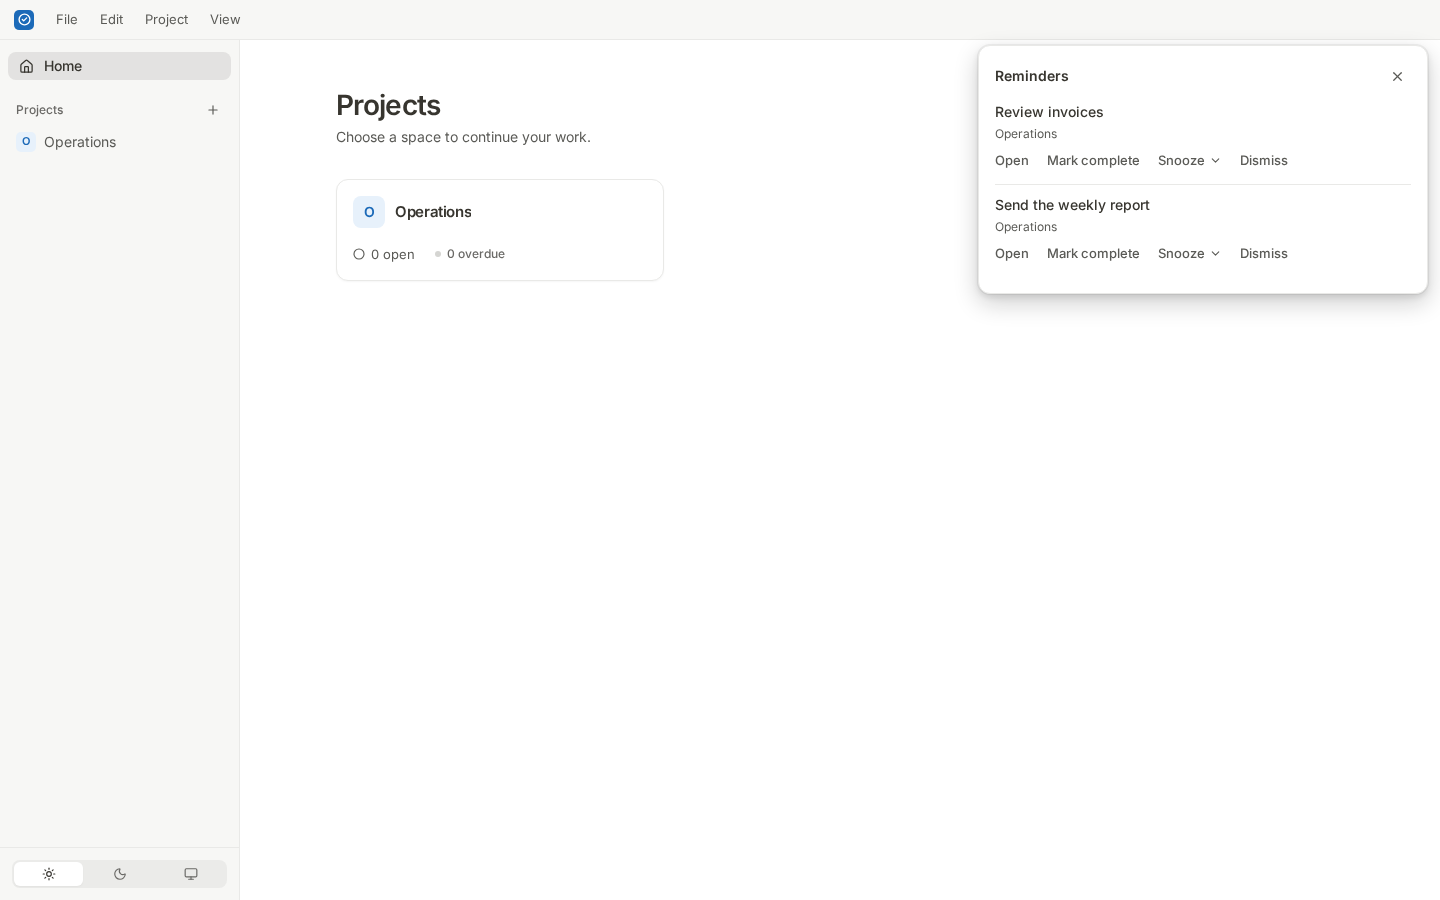 File Edit Project View
Home
Projects
O Operations
Projects
Choose a space to continue your work.
O Operations
0 open 0 overdue
Reminders
Review invoices
Operations
Open Mark complete Snooze Dismiss
Send the weekly report
Operations
Open Mark complete Snooze Dismiss